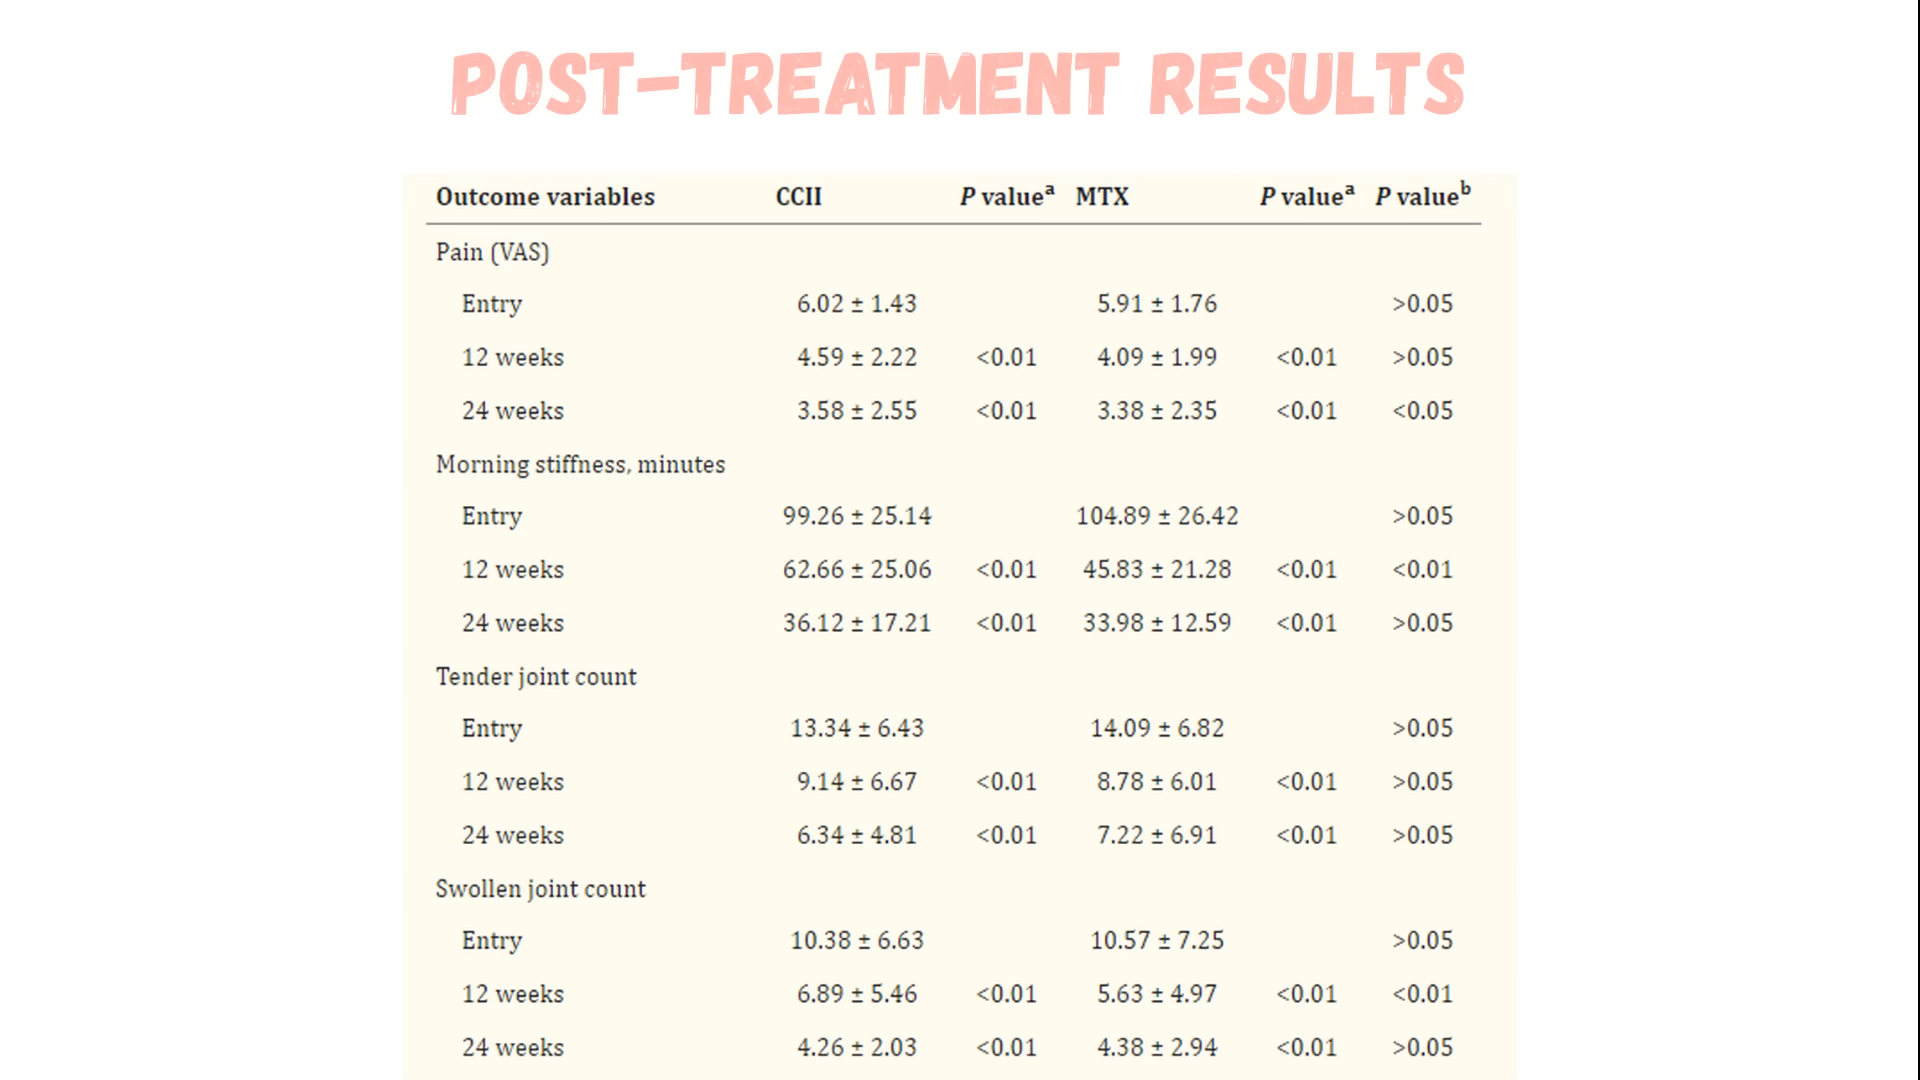 POST-TREATMENT RESULTS
Outcome variables CCII P valueᵃ MTX P valueᵃ P valueᵇ
Pain (VAS)
Entry 6.02 ± 1.43 5.91 ± 1.76 >0.05
12 weeks 4.59 ± 2.22 <0.01 4.09 ± 1.99 <0.01 >0.05
24 weeks 3.58 ± 2.55 <0.01 3.38 ± 2.35 <0.01 <0.05
Morning stiffness, minutes
Entry 99.26 ± 25.14 104.89 ± 26.42 >0.05
12 weeks 62.66 ± 25.06 <0.01 45.83 ± 21.28 <0.01 <0.01
24 weeks 36.12 ± 17.21 <0.01 33.98 ± 12.59 <0.01 >0.05
Tender joint count
Entry 13.34 ± 6.43 14.09 ± 6.82 >0.05
12 weeks 9.14 ± 6.67 <0.01 8.78 ± 6.01 <0.01 >0.05
24 weeks 6.34 ± 4.81 <0.01 7.22 ± 6.91 <0.01 >0.05
Swollen joint count
Entry 10.38 ± 6.63 10.57 ± 7.25 >0.05
12 weeks 6.89 ± 5.46 <0.01 5.63 ± 4.97 <0.01 <0.01
24 weeks 4.26 ± 2.03 <0.01 4.38 ± 2.94 <0.01 >0.05